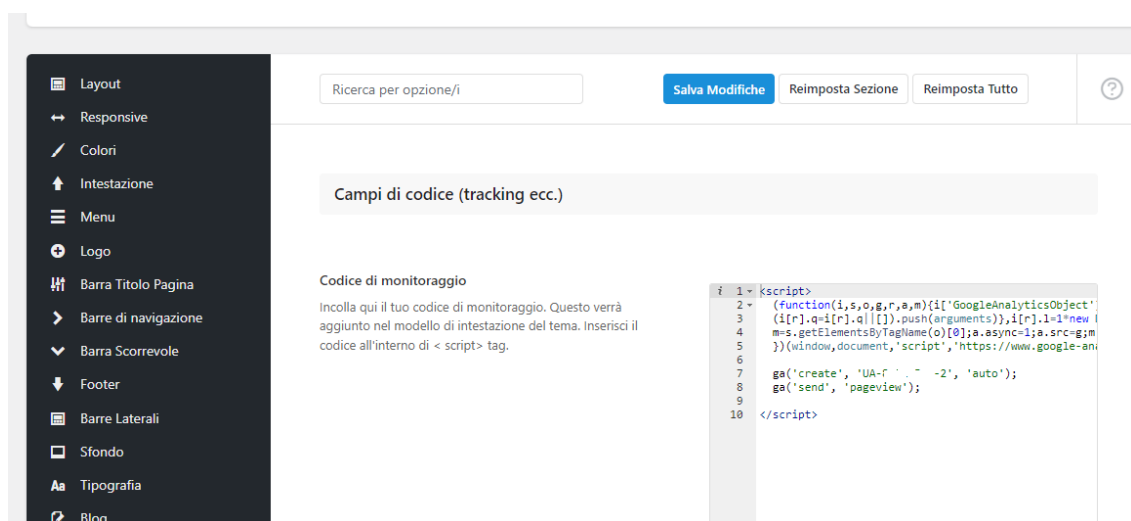 Layout
Responsive
Colori
Intestazione
Menu
Logo
Barra Titolo Pagina
Barre di navigazione
Barra Scorrevole
Footer
Barre Laterali
Sfondo
Aa Tipografia
Blog
Ricerca per opzione/i
Salva Modifiche
Reimposta Sezione
Reimposta Tutto
?
Campi di codice (tracking ecc.)
Codice di monitoraggio
Incolla qui il tuo codice di monitoraggio. Questo verrà
aggiunto nel modello di intestazione del tema. Inserisci il
codice all'interno di < script> tag.
i 1 <script>
2 (function(i,s,o,g,r,a,m){i['GoogleAnalyticsObject']
3 (i[r].q=i[r].q||[]).push(arguments)},i[r].l=1*new
4 m=s.getElementsByTagName(o)[0];a.async=1;a.src=g;m
5 })(window,document,'script','https://www.google-an
6
7 ga('create', 'UA- -2', 'auto');
8 ga('send', 'pageview');
9
10 </script>